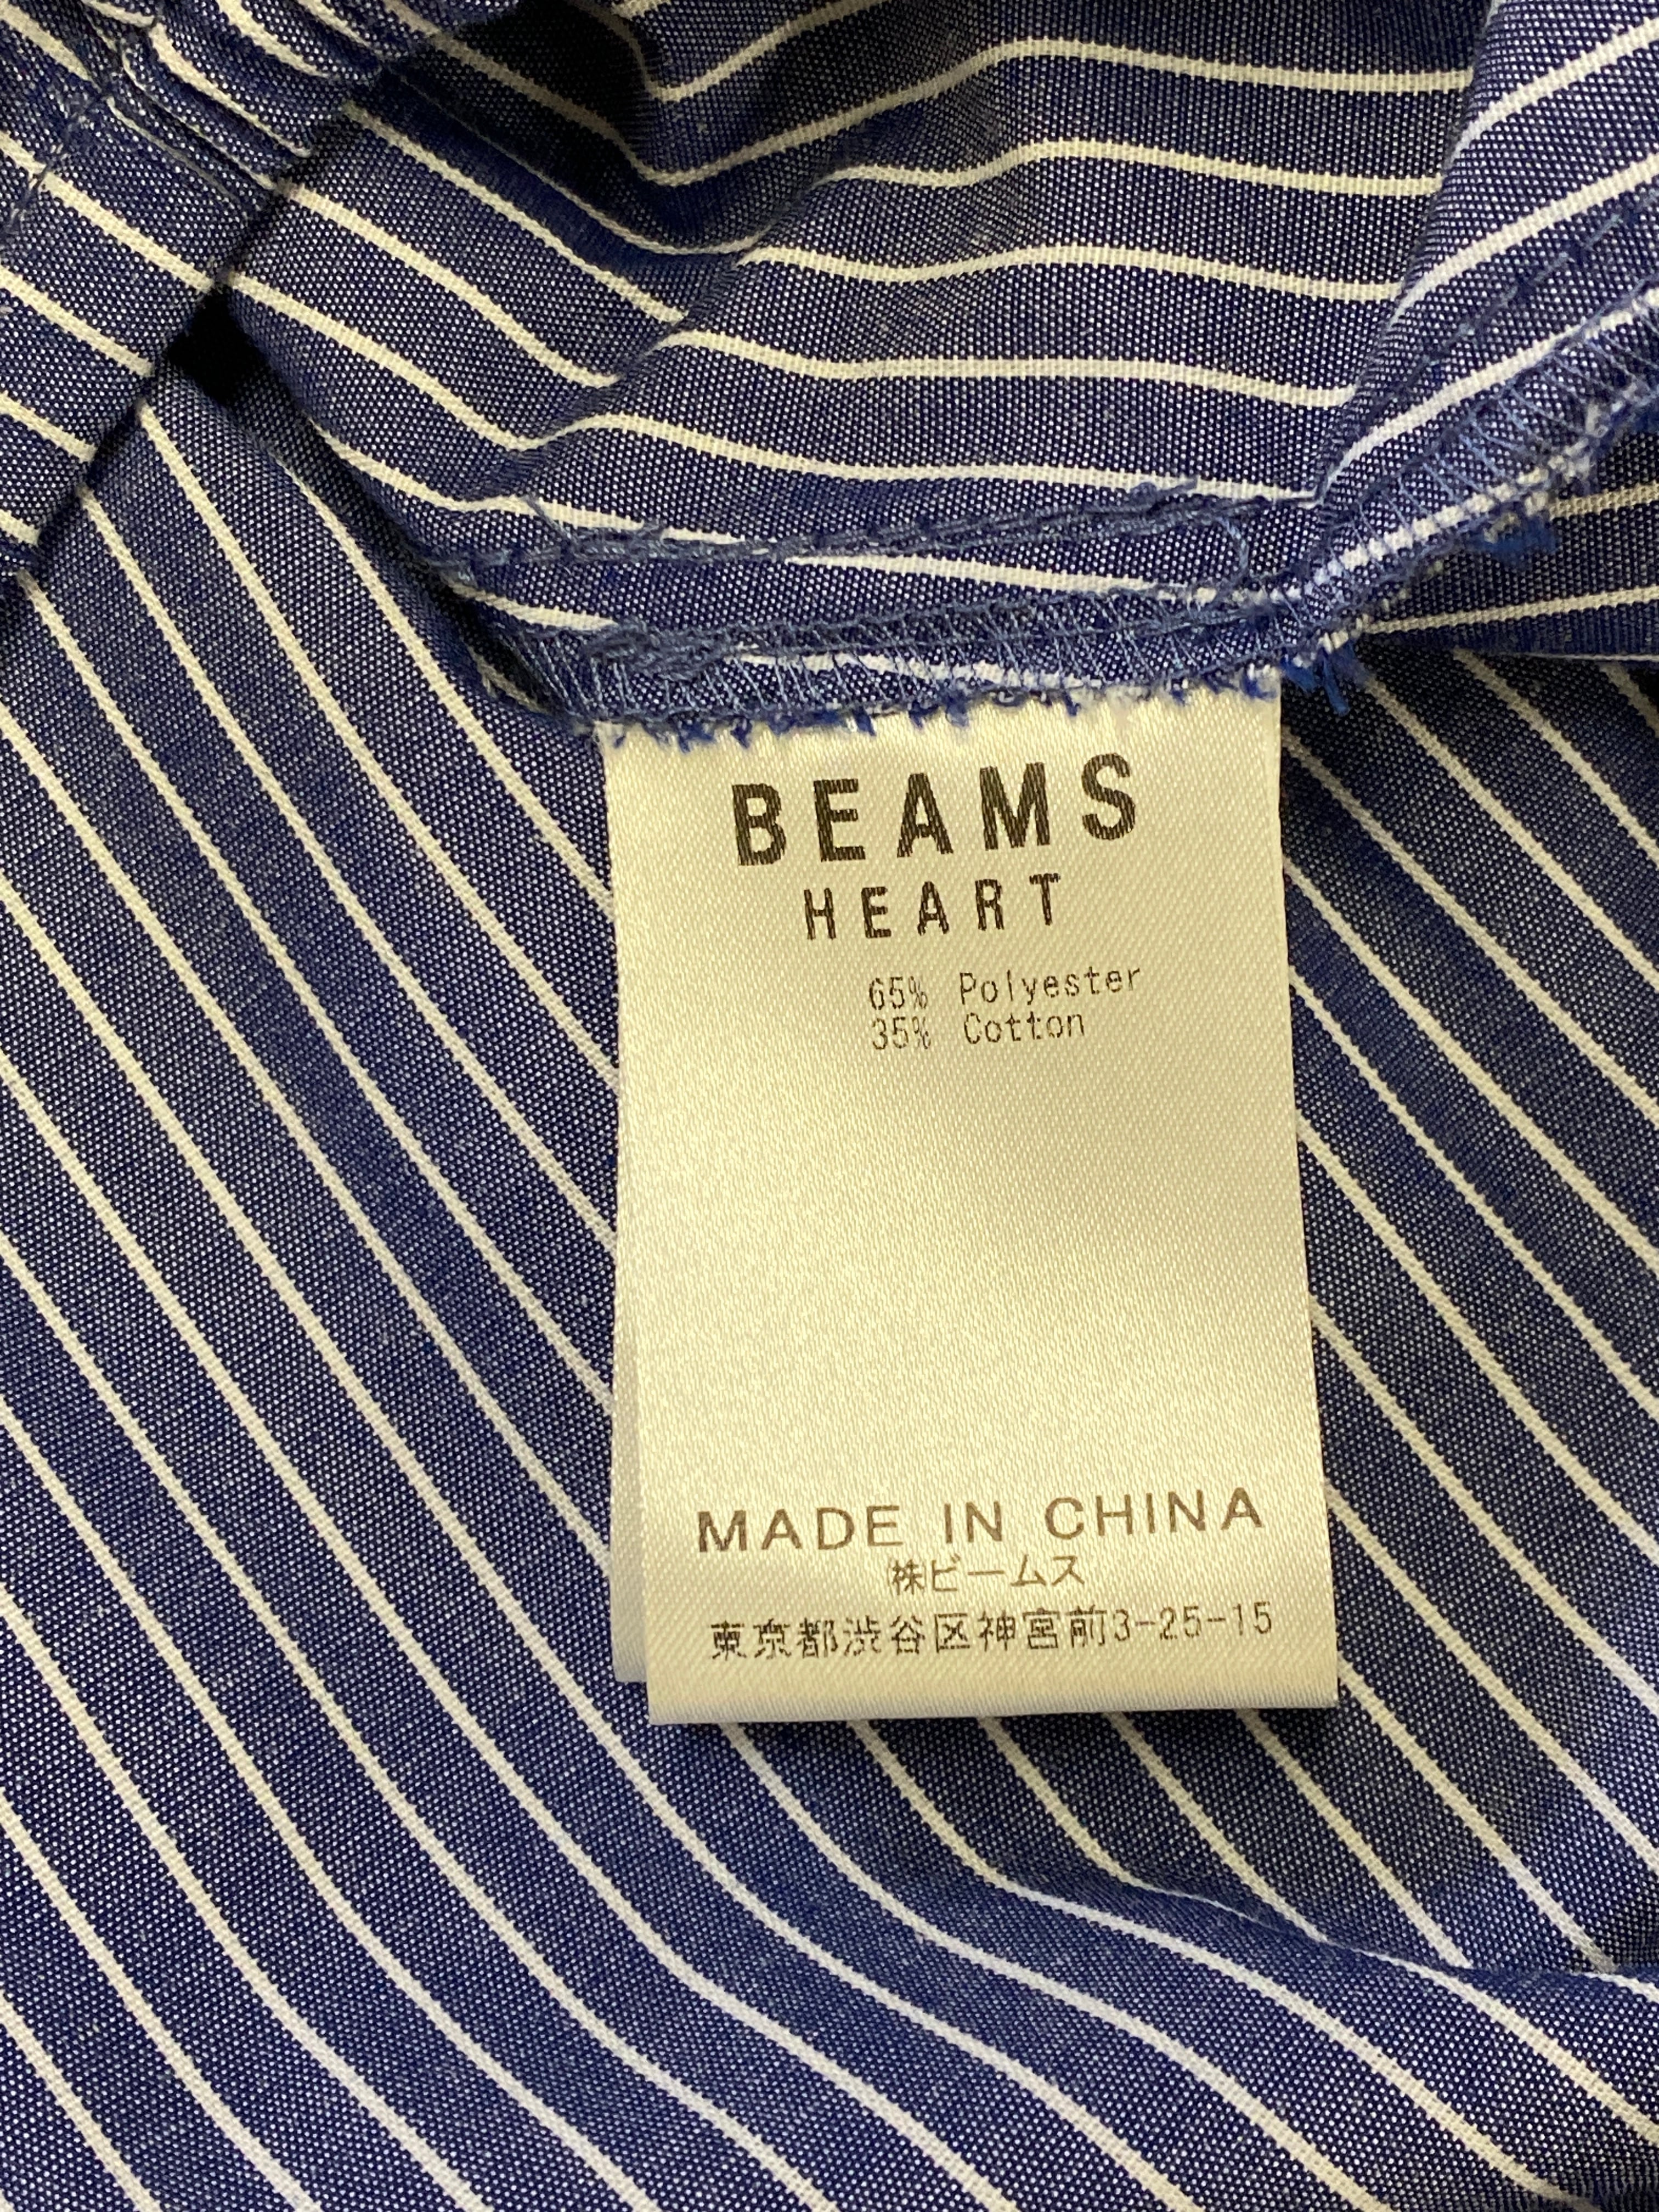 BEAMS
HEART
65% Polyester
35% Cotton
MADE IN CHINA
㈱ビームス
東京都渋谷区神宮前3-25-15